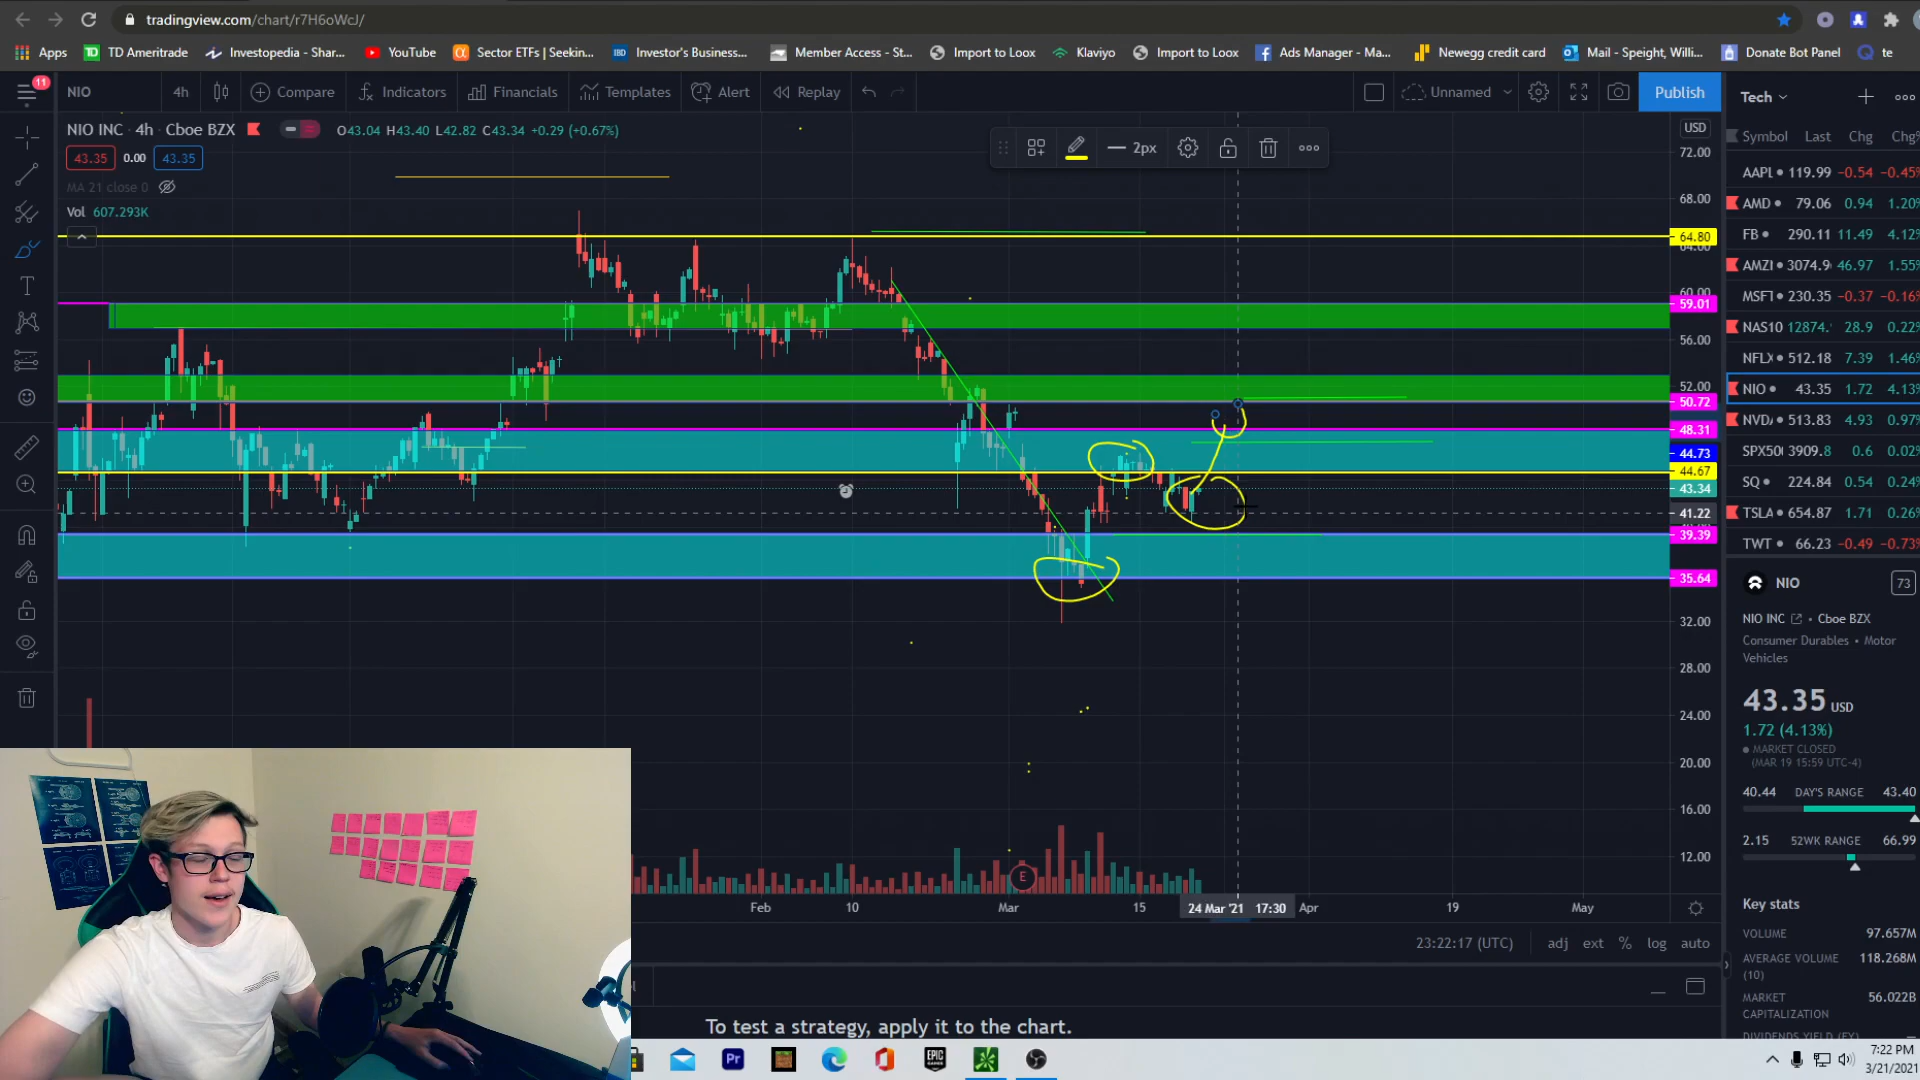 tradingview.com/chart/r7H6oWcJ/
Apps TD Ameritrade Investopedia - Shar... YouTube Sector ETFs | Seekin... Investor's Business... Member Access - St... Import to Loox Klaviyo Import to Loox Ads Manager - Ma... Newegg credit card Mail - Speight, Willi... Donate Bot Panel te
11
NIO 4h Compare Indicators Financials Templates Alert Replay Unnamed Publish
Tech
NIO INC · 4h · Cboe BZX O43.04 H43.40 L42.82 C43.34 +0.29 (+0.67%)
43.35 0.00 43.35
MA 21 close 0
Vol 607.293K
2px
USD
72.00
68.00
64.80
64.00
60.00
59.01
56.00
52.00
50.72
48.31
44.73
44.67
43.34
41.22
39.39
35.64
32.00
28.00
24.00
20.00
16.00
12.00
E
Feb 10 Mar 15 24 Mar '21 17:30 Apr 19 May
23:22:17 (UTC) adj ext % log auto
To test a strategy, apply it to the chart.
Symbol Last Chg Chg%
AAPL 119.99 −0.54 −0.45%
AMD 79.06 0.94 1.20%
FB 290.11 11.49 4.12%
AMZI 3074.9 46.97 1.55%
MSFT 230.35 −0.37 −0.16%
NAS10 12874. 28.9 0.22%
NFLX 512.18 7.39 1.46%
NIO 43.35 1.72 4.13%
NVDA 513.83 4.93 0.97%
SPX500 3909.8 0.6 0.02%
SQ 224.84 0.54 0.24%
TSLA 654.87 1.71 0.26%
TWT 66.23 −0.49 −0.73%
NIO 73
NIO INC • Cboe BZX
Consumer Durables • Motor
Vehicles
43.35 USD
1.72 (4.13%)
MARKET CLOSED
(MAR 19 15:59 UTC-4)
40.44 DAY'S RANGE 43.40
2.15 52WK RANGE 66.99
Key stats
VOLUME 97.657M
AVERAGE VOLUME 118.268M
(10)
MARKET 56.022B
CAPITALIZATION
DIVIDENDS YIELD (FY)
Pr
EPIC
7:22 PM
3/21/2021